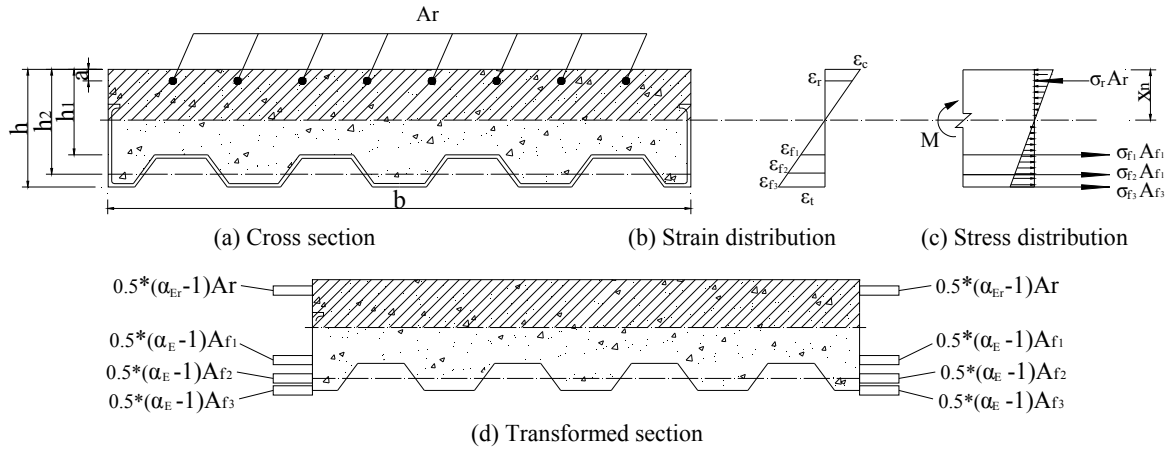 Ar
a
h1
h2
h
b
εc
εr
εf1
εf2
εf3
εt
xn
σrAr
M
σf1Af1
σf2Af1
σf3Af3
(a) Cross section
(b) Strain distribution
(c) Stress distribution
0.5*(αEr-1)Ar
0.5*(αEr-1)Ar
0.5*(αE -1)Af1
0.5*(αE -1)Af1
0.5*(αE -1)Af2
0.5*(αE -1)Af2
0.5*(αE -1)Af3
0.5*(αE -1)Af3
(d) Transformed section